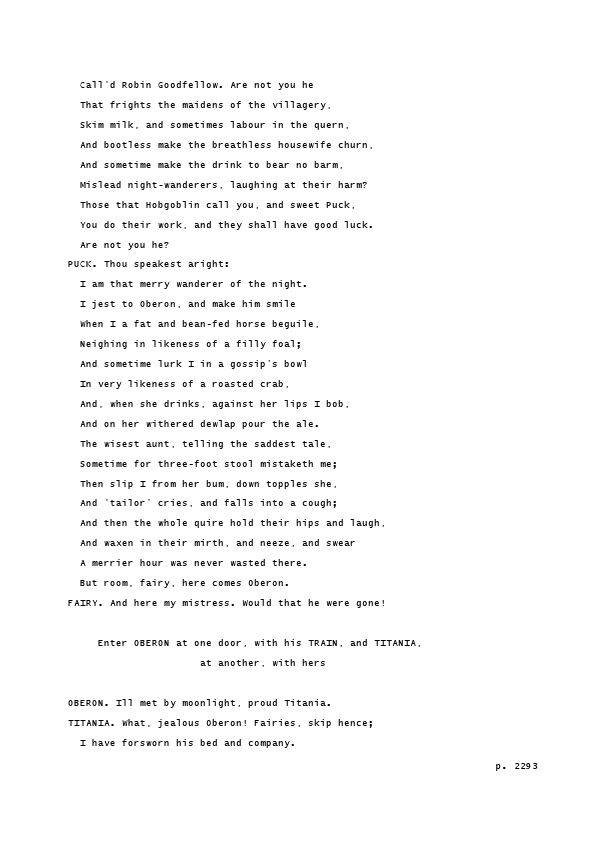 Call'd Robin Goodfellow. Are not you he
That frights the maidens of the villagery,
Skim milk, and sometimes labour in the quern,
And bootless make the breathless housewife churn,
And sometime make the drink to bear no barm,
Mislead night-wanderers, laughing at their harm?
Those that Hobgoblin call you, and sweet Puck,
You do their work, and they shall have good luck.
Are not you he?
PUCK. Thou speakest aright:
I am that merry wanderer of the night.
I jest to Oberon, and make him smile
When I a fat and bean-fed horse beguile,
Neighing in likeness of a filly foal;
And sometime lurk I in a gossip's bowl
In very likeness of a roasted crab,
And, when she drinks, against her lips I bob,
And on her withered dewlap pour the ale.
The wisest aunt, telling the saddest tale,
Sometime for three-foot stool mistaketh me;
Then slip I from her bum, down topples she,
And 'tailor' cries, and falls into a cough;
And then the whole quire hold their hips and laugh,
And waxen in their mirth, and neeze, and swear
A merrier hour was never wasted there.
But room, fairy, here comes Oberon.
FAIRY. And here my mistress. Would that he were gone!
Enter OBERON at one door, with his TRAIN, and TITANIA,
at another, with hers
OBERON. Ill met by moonlight, proud Titania.
TITANIA. What, jealous Oberon! Fairies, skip hence;
I have forsworn his bed and company.
p. 2293